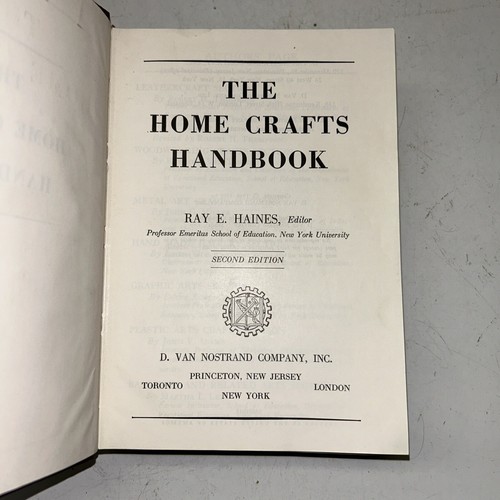 THE
HOME CRAFTS
HANDBOOK
RAY E. HAINES, Editor
Professor Emeritus School of Education, New York University
SECOND EDITION
D. VAN NOSTRAND COMPANY, INC.
PRINCETON, NEW JERSEY
TORONTO LONDON
NEW YORK